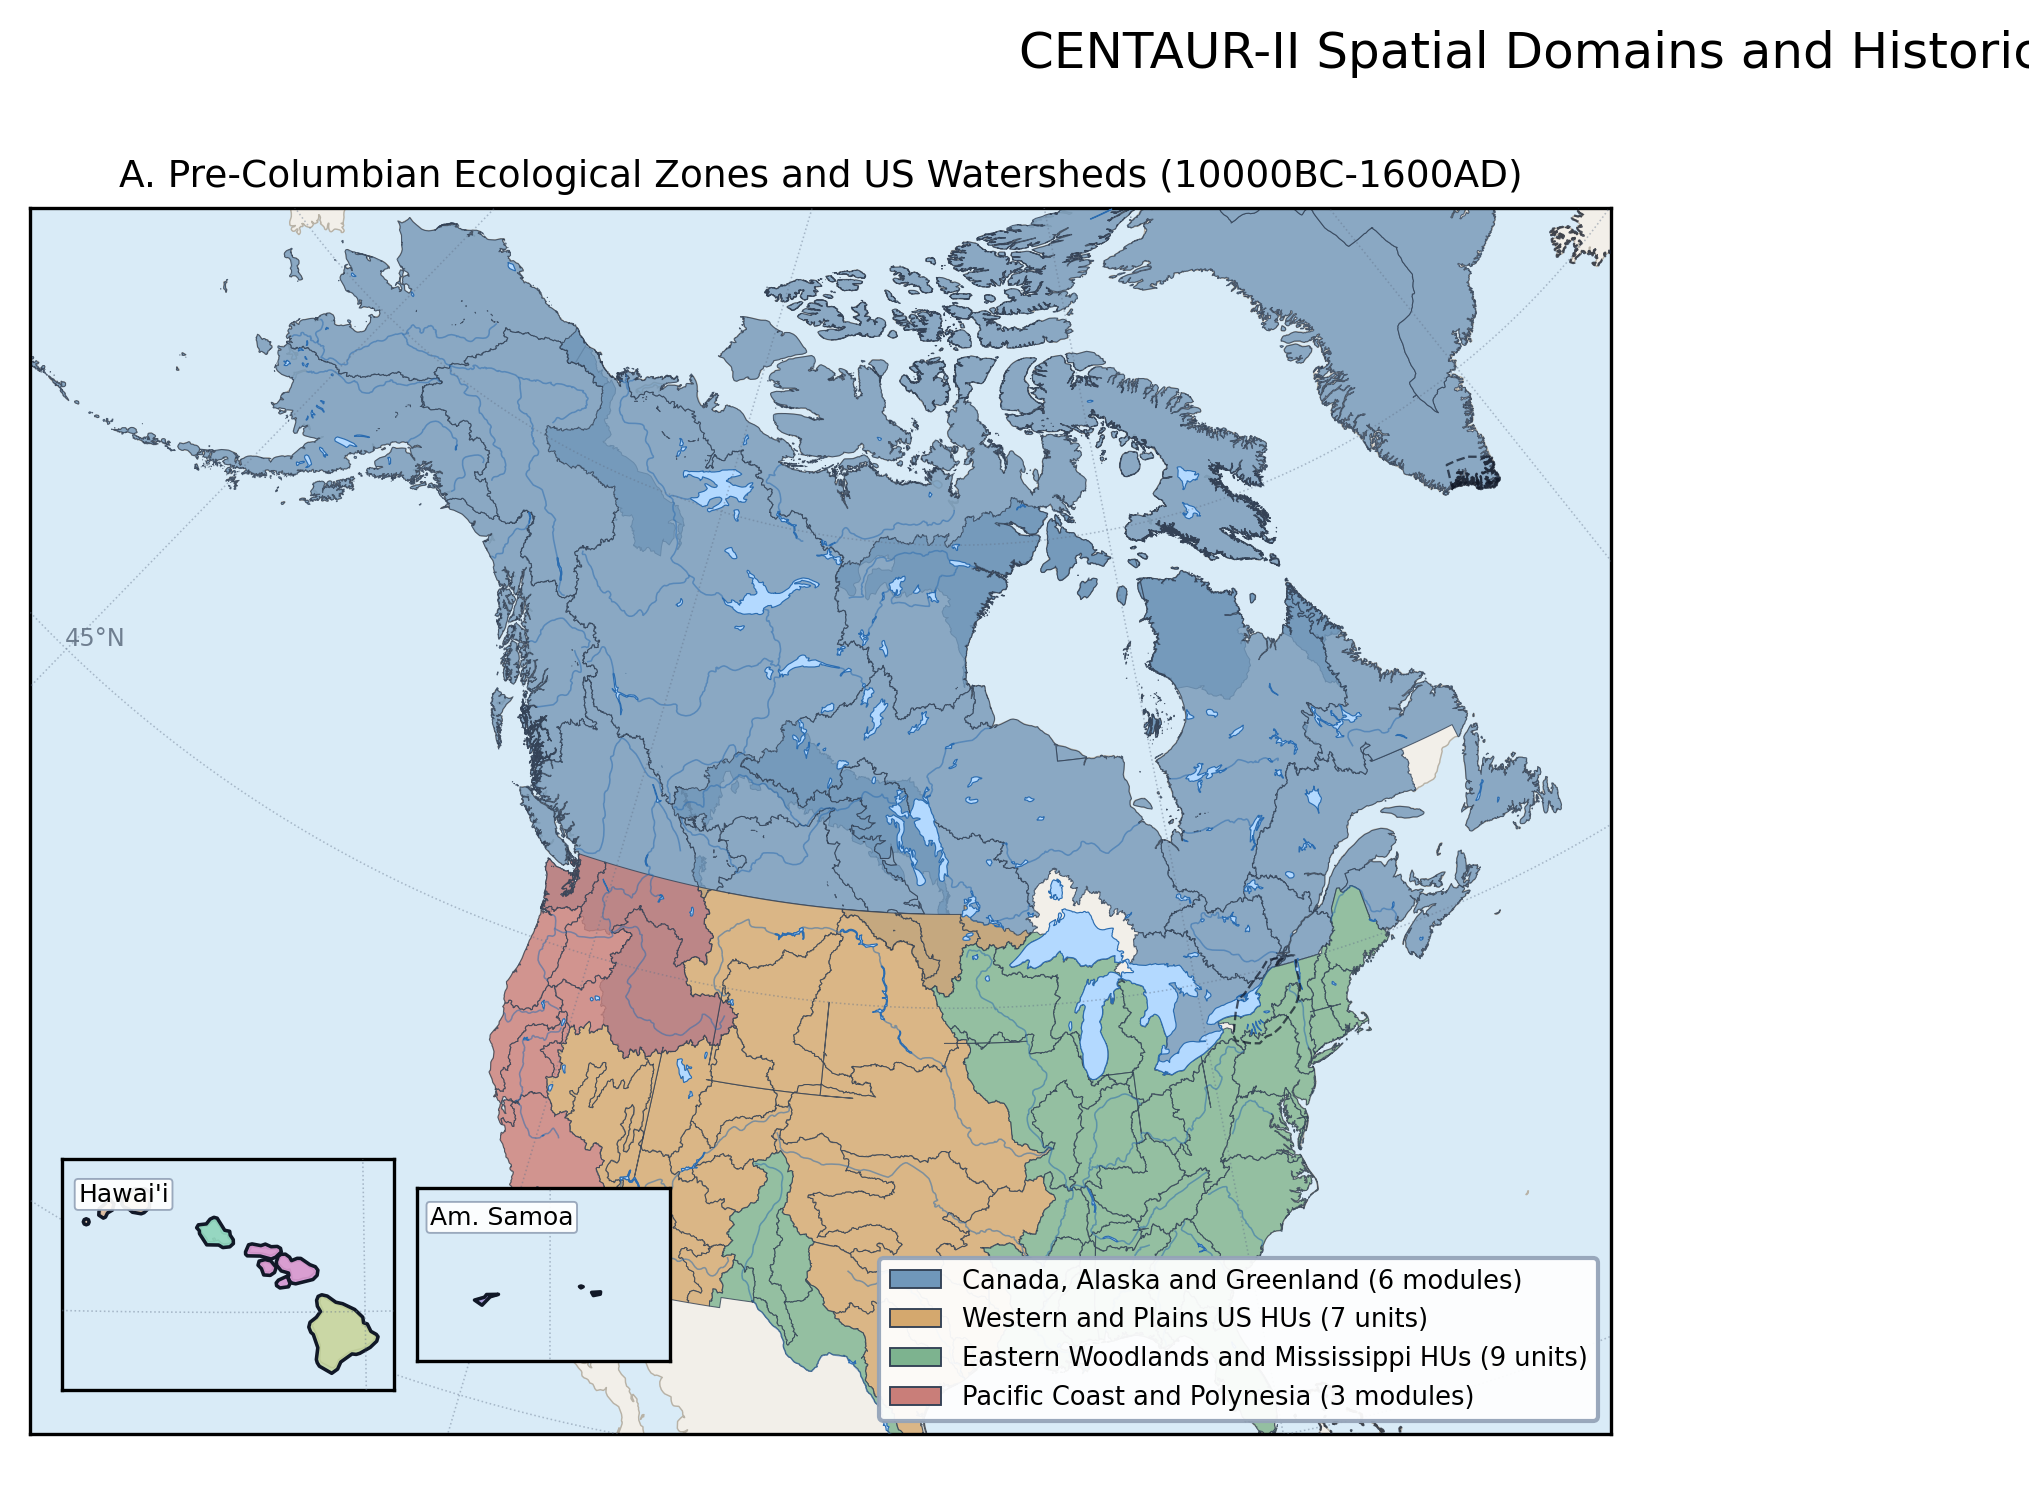 CENTAUR-II Spatial Domains and Historic
A. Pre-Columbian Ecological Zones and US Watersheds (10000BC-1600AD)
45°N
Hawai'i
Am. Samoa
Canada, Alaska and Greenland (6 modules)
Western and Plains US HUs (7 units)
Eastern Woodlands and Mississippi HUs (9 units)
Pacific Coast and Polynesia (3 modules)